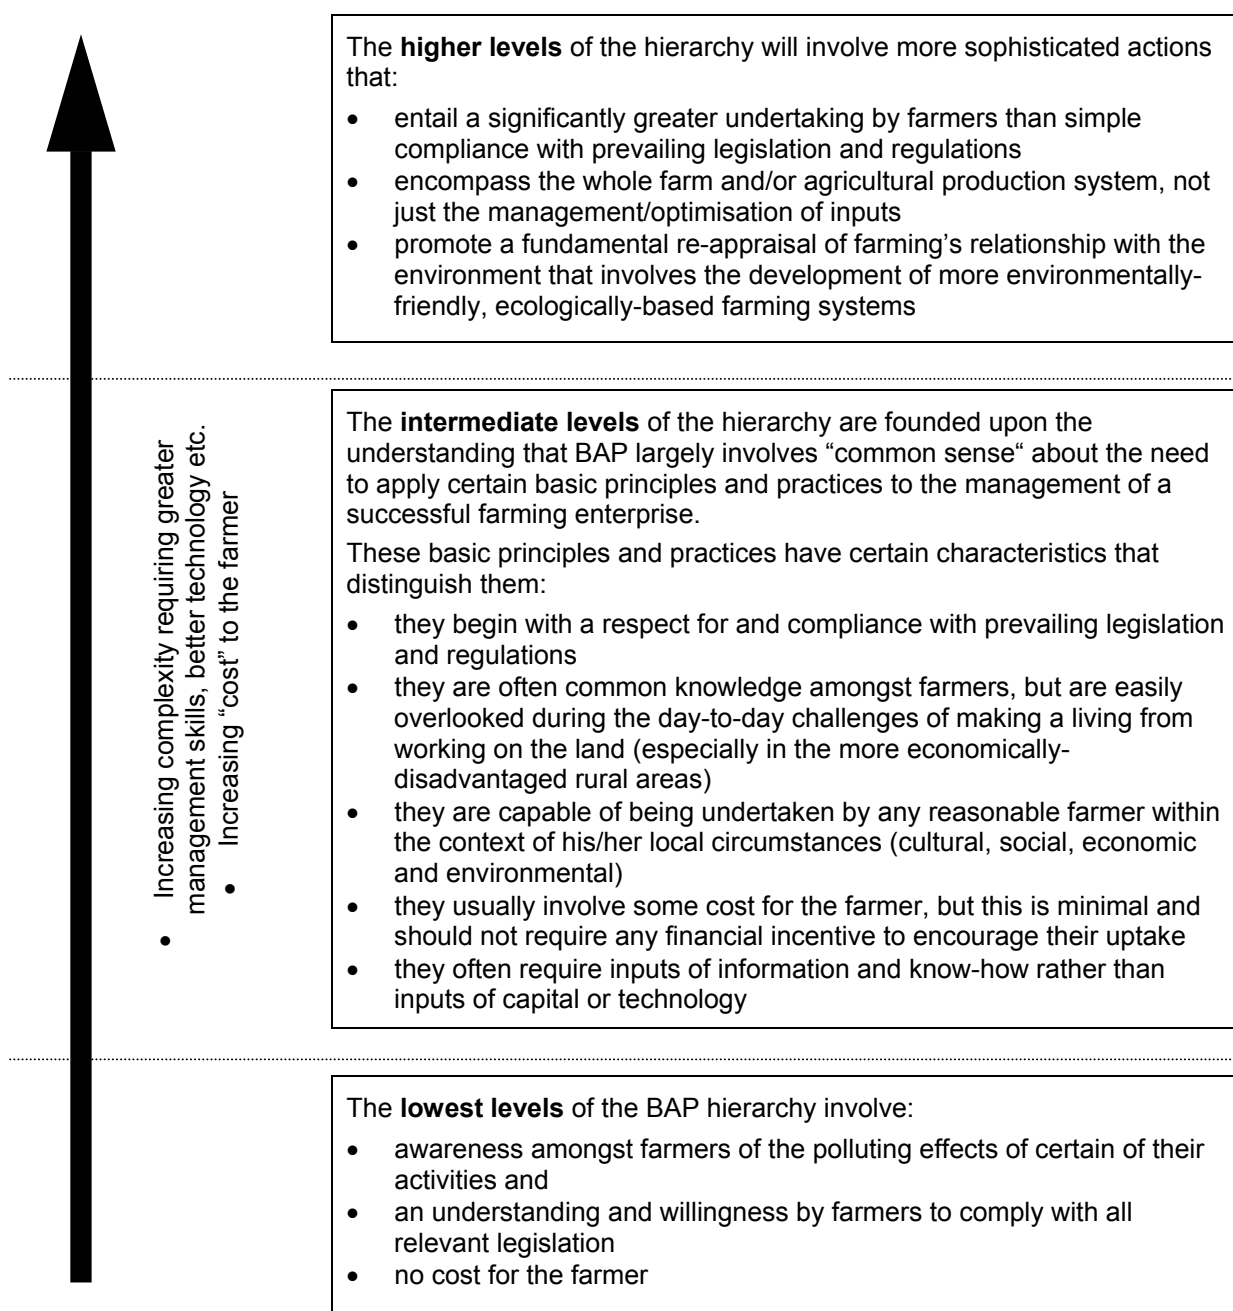 The higher levels of the hierarchy will involve more sophisticated actions
that:
• entail a significantly greater undertaking by farmers than simple
compliance with prevailing legislation and regulations
• encompass the whole farm and/or agricultural production system, not
just the management/optimisation of inputs
• promote a fundamental re-appraisal of farming's relationship with the
environment that involves the development of more environmentally-
friendly, ecologically-based farming systems
• Increasing complexity requiring greater
management skills, better technology etc.
• Increasing "cost" to the farmer
The intermediate levels of the hierarchy are founded upon the
understanding that BAP largely involves “common sense“ about the need
to apply certain basic principles and practices to the management of a
successful farming enterprise.
These basic principles and practices have certain characteristics that
distinguish them:
• they begin with a respect for and compliance with prevailing legislation
and regulations
• they are often common knowledge amongst farmers, but are easily
overlooked during the day-to-day challenges of making a living from
working on the land (especially in the more economically-
disadvantaged rural areas)
• they are capable of being undertaken by any reasonable farmer within
the context of his/her local circumstances (cultural, social, economic
and environmental)
• they usually involve some cost for the farmer, but this is minimal and
should not require any financial incentive to encourage their uptake
• they often require inputs of information and know-how rather than
inputs of capital or technology
The lowest levels of the BAP hierarchy involve:
• awareness amongst farmers of the polluting effects of certain of their
activities and
• an understanding and willingness by farmers to comply with all
relevant legislation
• no cost for the farmer